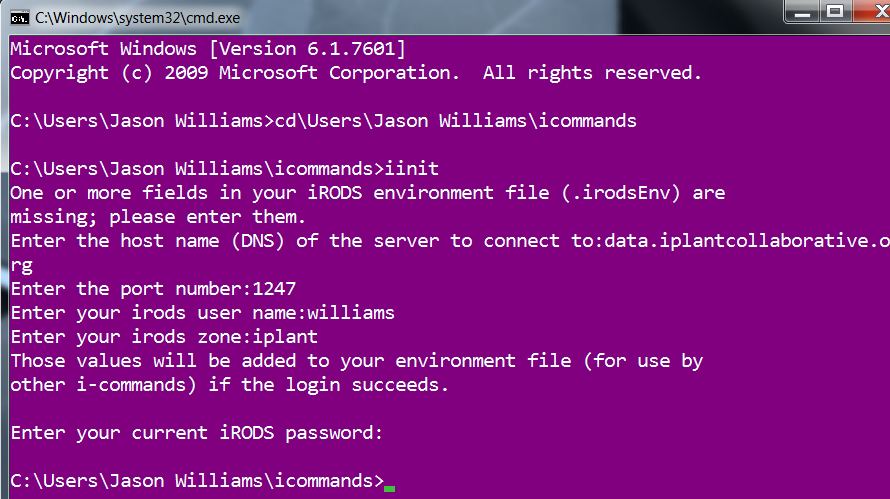 C:\Windows\system32\cmd.exe
Microsoft Windows [Version 6.1.7601]
Copyright (c) 2009 Microsoft Corporation.  All rights reserved.
C:\Users\Jason Williams>cd\Users\Jason Williams\icommands
C:\Users\Jason Williams\icommands>iinit
One or more fields in your iRODS environment file (.irodsEnv) are
missing; please enter them.
Enter the host name (DNS) of the server to connect to:data.iplantcollaborative.o
rg
Enter the port number:1247
Enter your irods user name:williams
Enter your irods zone:iplant
Those values will be added to your environment file (for use by
other i-commands) if the login succeeds.
Enter your current iRODS password:
C:\Users\Jason Williams\icommands>